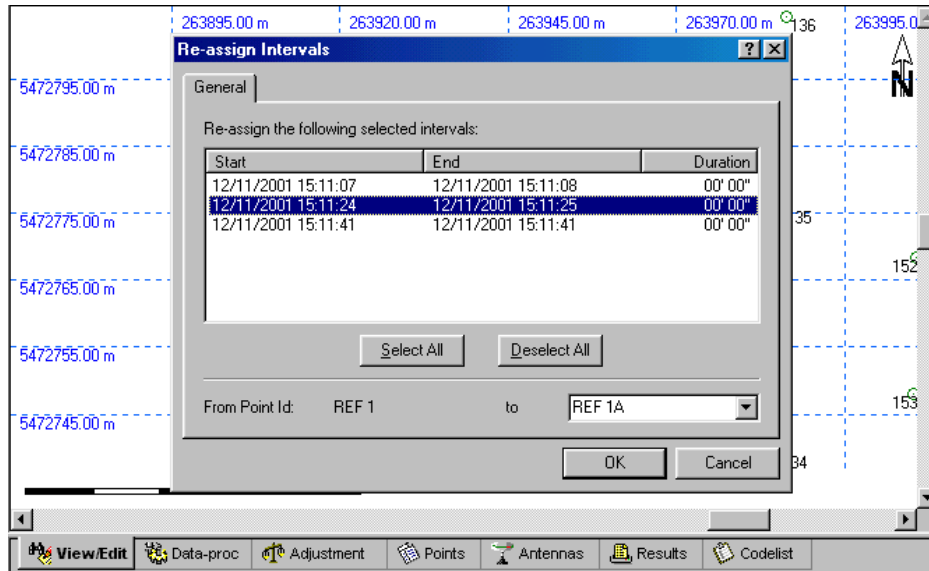 263895.00 m 263920.00 m 263945.00 m 263970.00 m 136 263995.0
Re-assign Intervals
N
5472795.00 m
General
Re-assign the following selected intervals:
5472785.00 m
Start End Duration
12/11/2001 15:11:07 12/11/2001 15:11:08 00' 00"
12/11/2001 15:11:24 12/11/2001 15:11:25 00' 00"
12/11/2001 15:11:41 12/11/2001 15:11:41 00' 00"
5472775.00 m 35
152
5472765.00 m
Select All Deselect All
5472755.00 m
From Point Id: REF 1 to REF 1A
153
5472745.00 m
OK Cancel
34
View/Edit Data-proc Adjustment Points Antennas Results Codelist